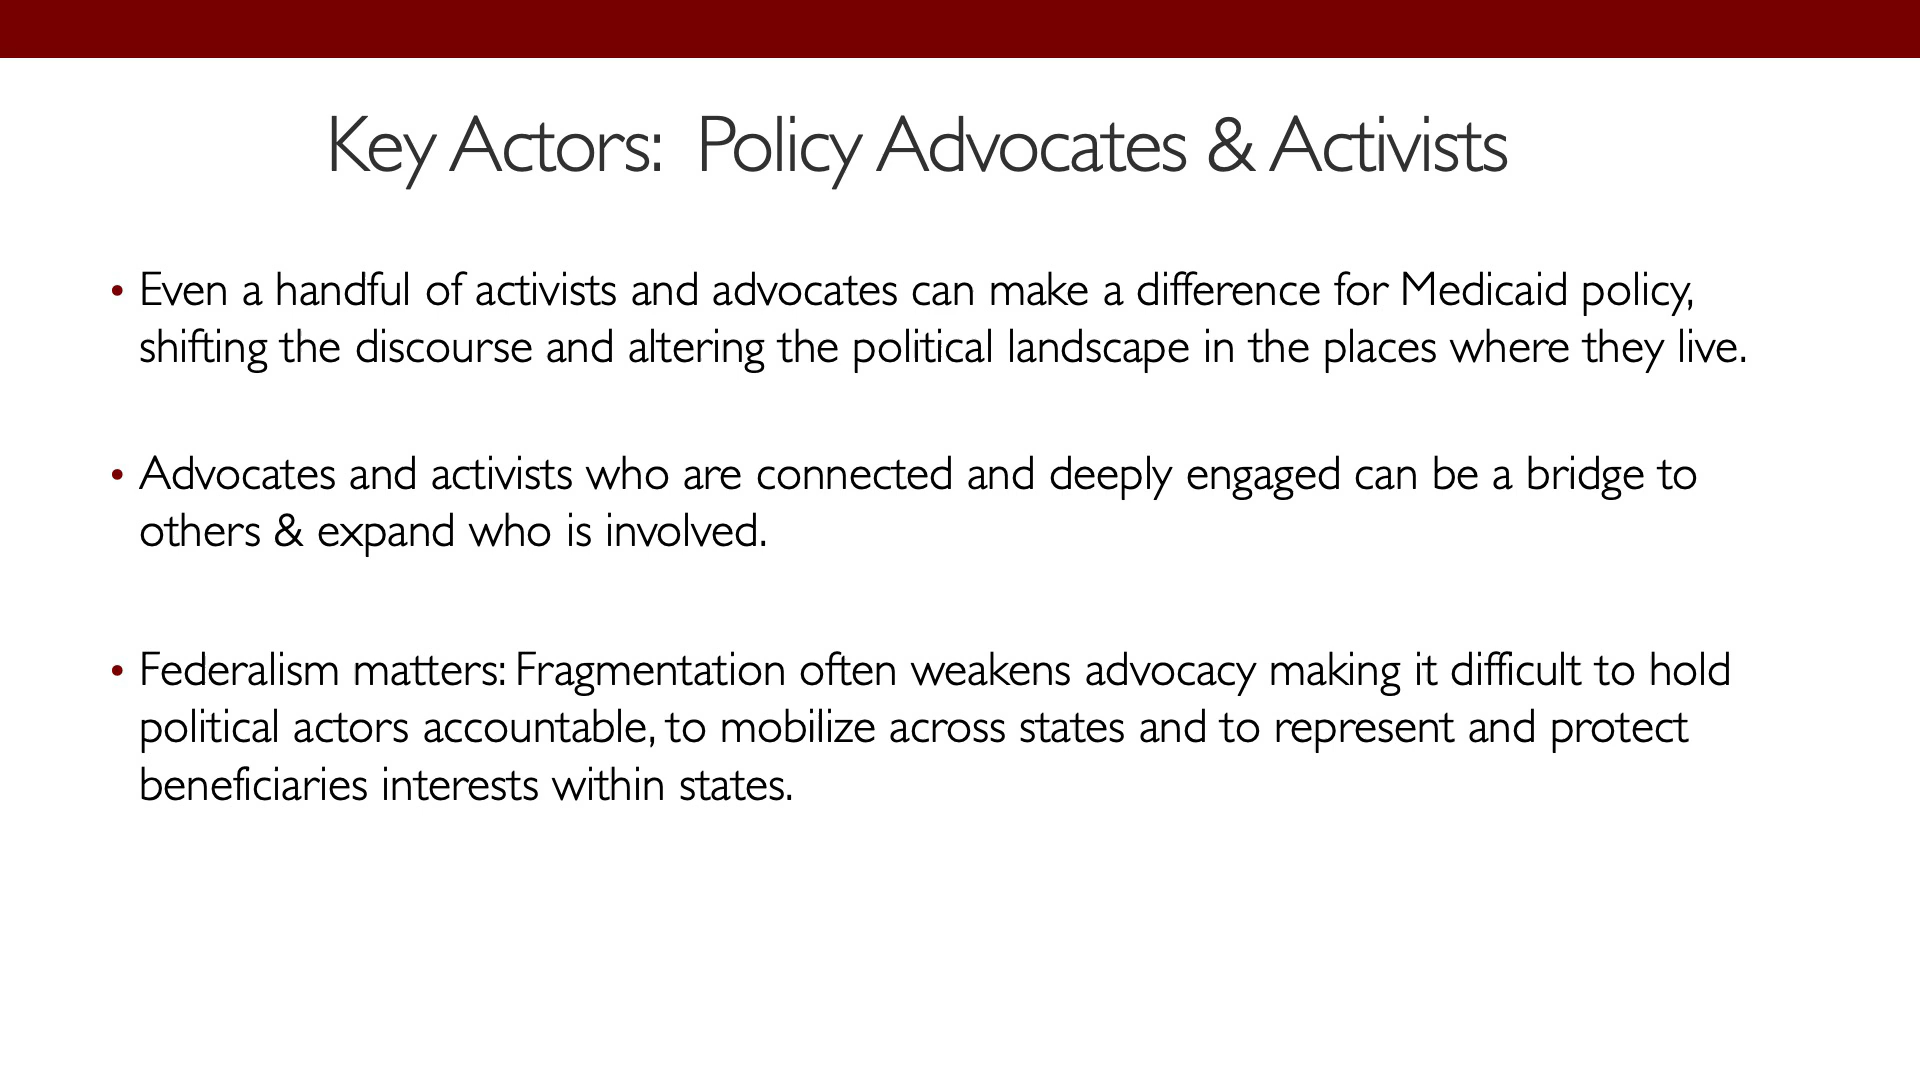 Key Actors:  Policy Advocates & Activists
• Even a handful of activists and advocates can make a difference for Medicaid policy,
shifting the discourse and altering the political landscape in the places where they live.
• Advocates and activists who are connected and deeply engaged can be a bridge to
others & expand who is involved.
• Federalism matters: Fragmentation often weakens advocacy making it difficult to hold
political actors accountable, to mobilize across states and to represent and protect
beneficiaries interests within states.